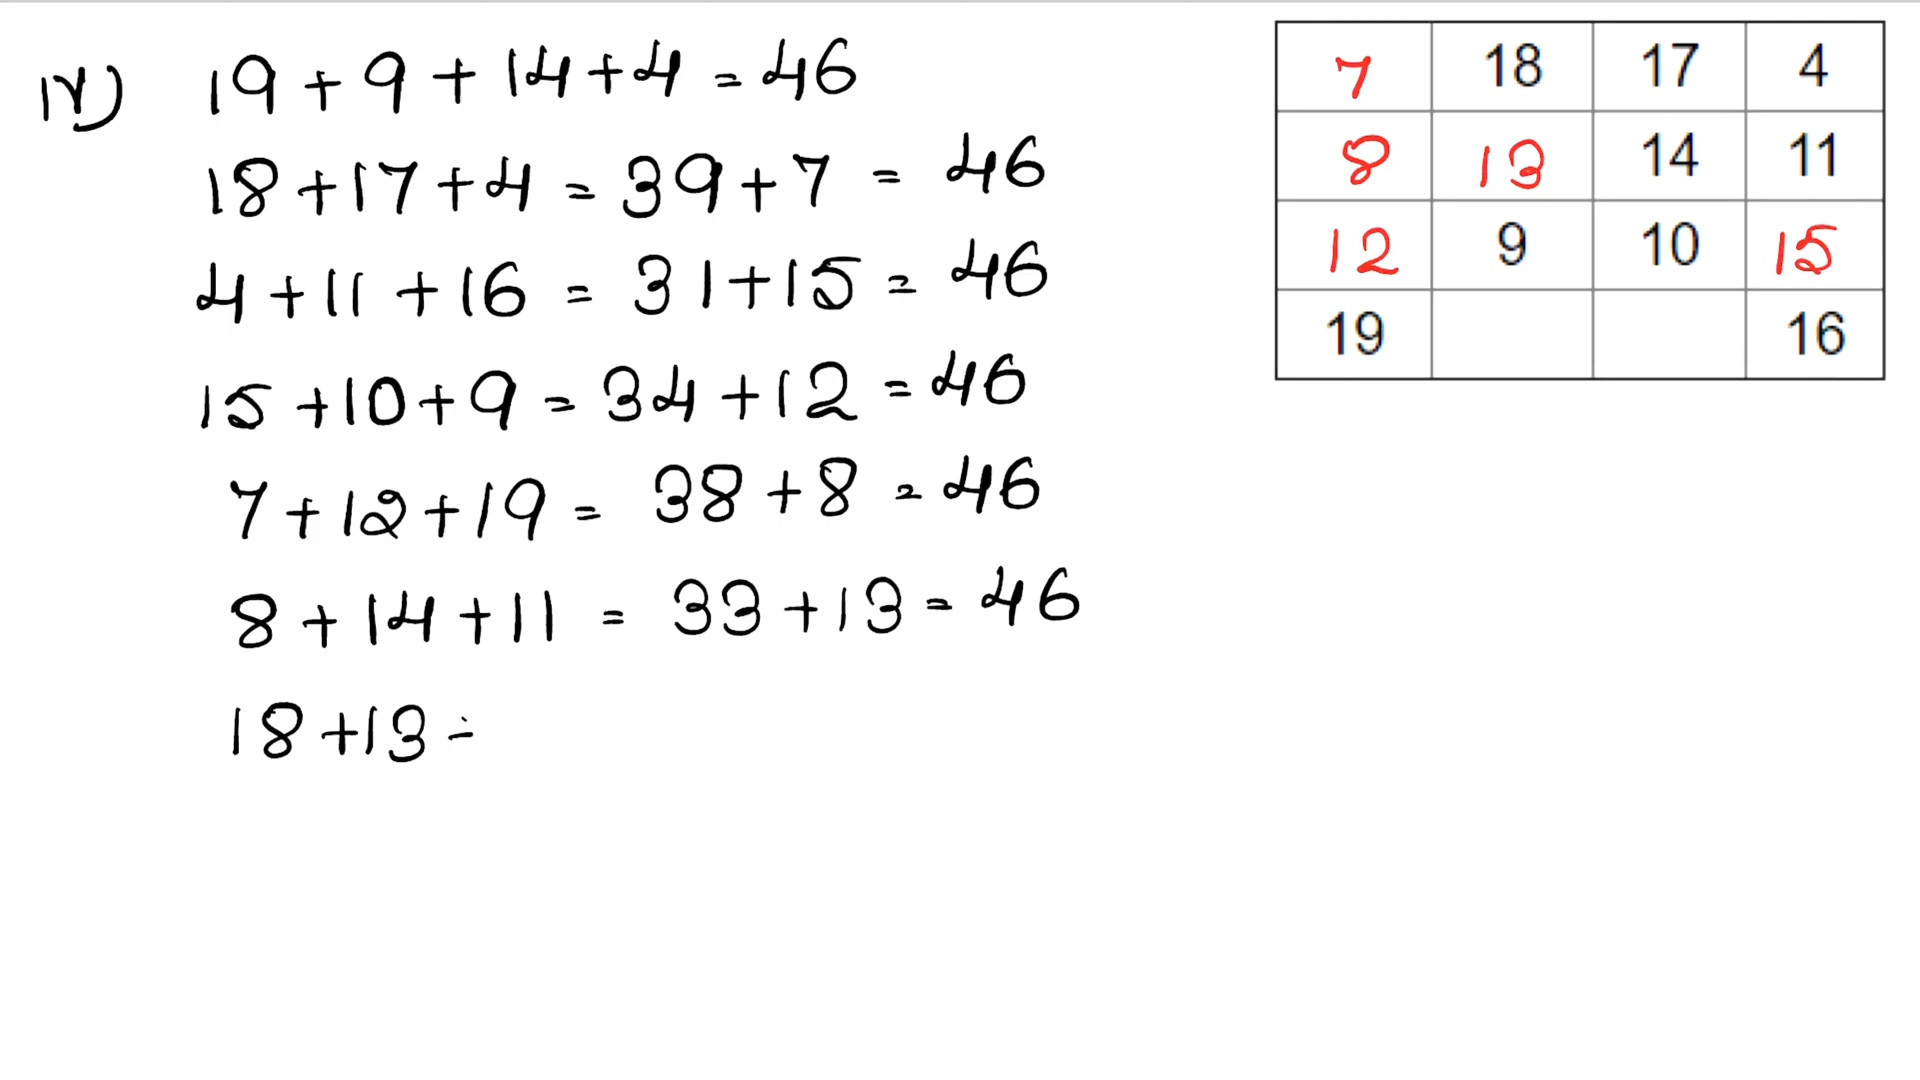 iv) 19 + 9 + 14 + 4 = 46
18 + 17 + 4 = 39 + 7 = 46
4 + 11 + 16 = 31 + 15 = 46
15 + 10 + 9 = 34 + 12 = 46
7 + 12 + 19 = 38 + 8 = 46
8 + 14 + 11 = 33 + 13 = 46
18 + 13 =
7 18 17 4
8 13 14 11
12 9 10 15
19 16